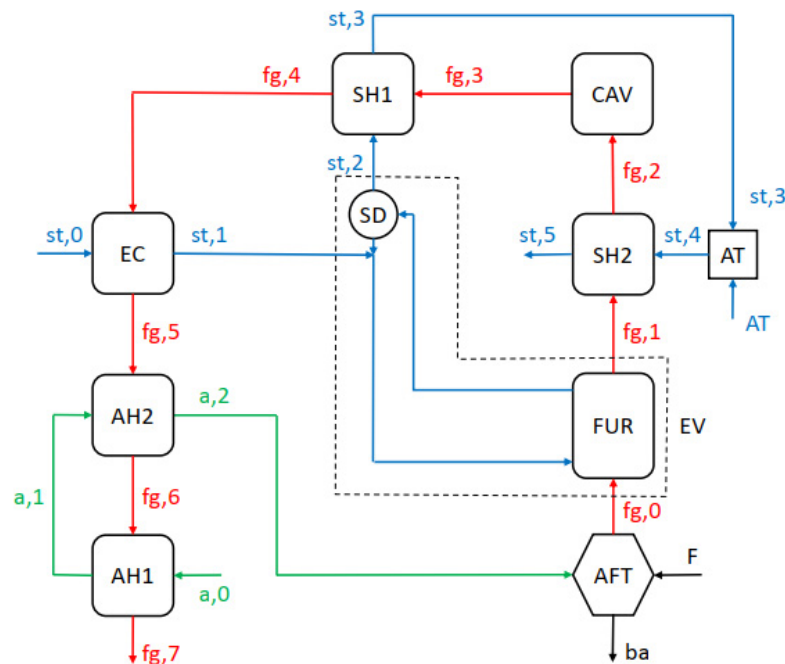 st,3
fg,4
SH1
fg,3
CAV
st,2
fg,2
st,3
SD
st,0
EC
st,1
st,5
SH2
st,4
AT
fg,5
fg,1
AT
AH2
a,2
FUR
EV
a,1
fg,6
fg,0
AH1
a,0
AFT
F
fg,7
ba